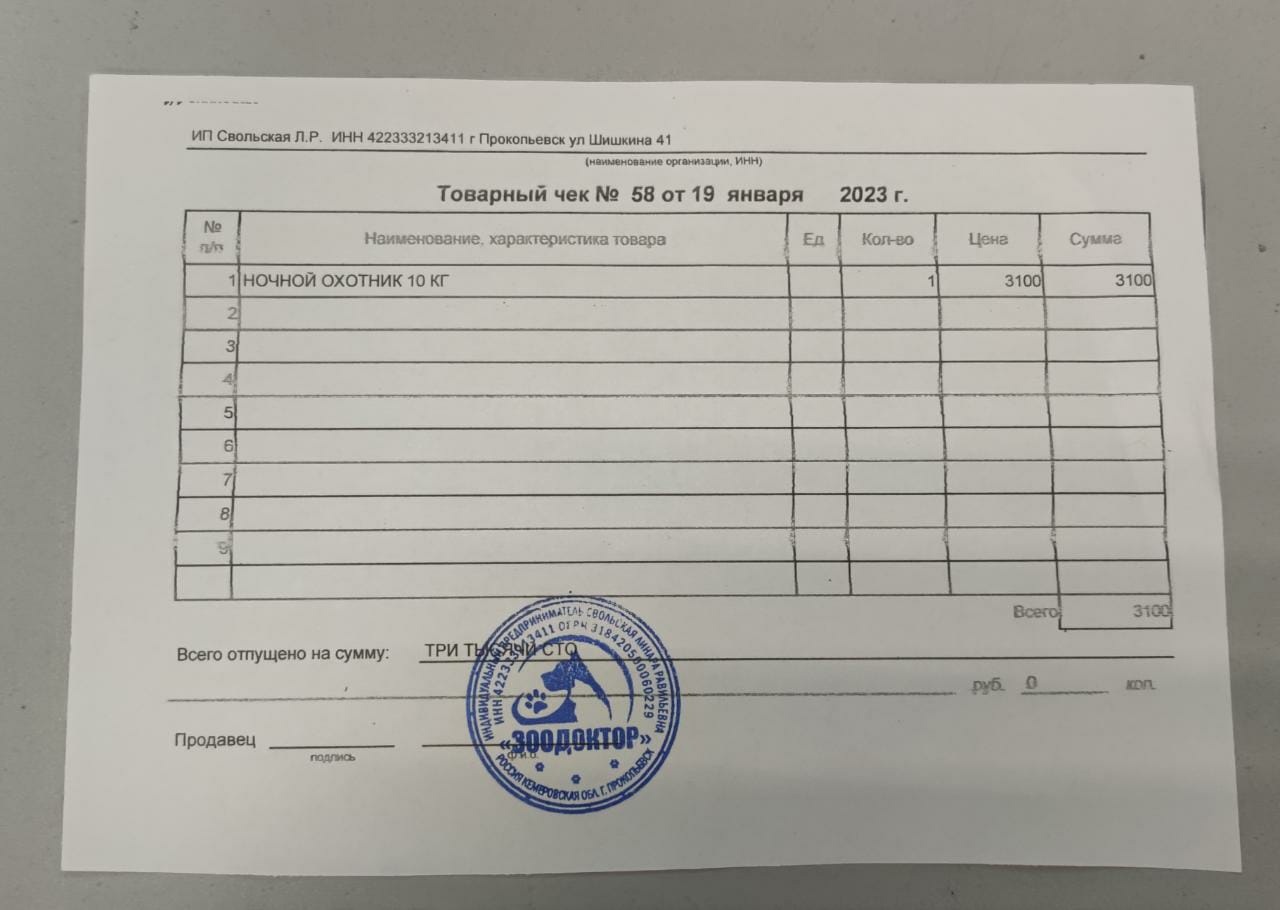 ИП Свольская Л.Р. ИНН 422333213411 г Прокопьевск ул Шишкина 41
(наименование организации, ИНН)
Товарный чек № 58 от 19 января 2023 г.
№ п/п Наименование, характеристика товара Ед Кол-во Цена Сумма
1 НОЧНОЙ ОХОТНИК 10 КГ 1 3100 3100
2
3
4
5
6
7
8
9
Всего 3100
Всего отпущено на сумму: ТРИ ТЫСЯЧИ СТО
руб. 0 коп.
Продавец
подпись ф.и.о.
ИНДИВИДУАЛЬНЫЙ ПРЕДПРИНИМАТЕЛЬ СВОЛЬСКАЯ ЛИНАРА РАВИЛЬЕВНА
ИНН 422333213411 ОГРН 318420500060229
«ЗООДОКТОР»
РОССИЯ КЕМЕРОВСКАЯ ОБЛ. Г. ПРОКОПЬЕВСК